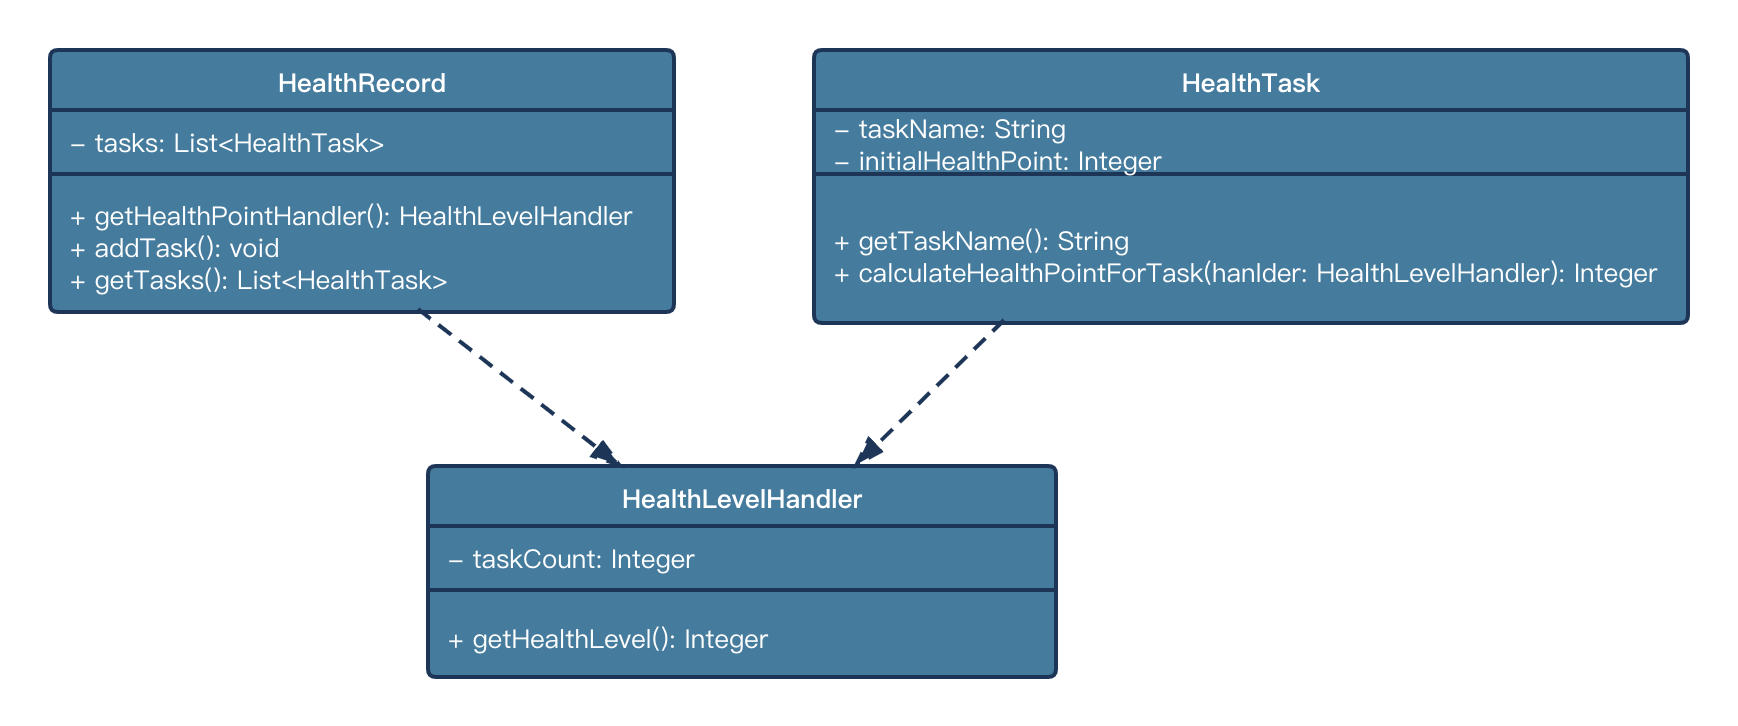 HealthRecord
- tasks: List<HealthTask>
+ getHealthPointHandler(): HealthLevelHandler
+ addTask(): void
+ getTasks(): List<HealthTask>
HealthTask
- taskName: String
- initialHealthPoint: Integer
+ getTaskName(): String
+ calculateHealthPointForTask(hanlder: HealthLevelHandler): Integer
HealthLevelHandler
- taskCount: Integer
+ getHealthLevel(): Integer